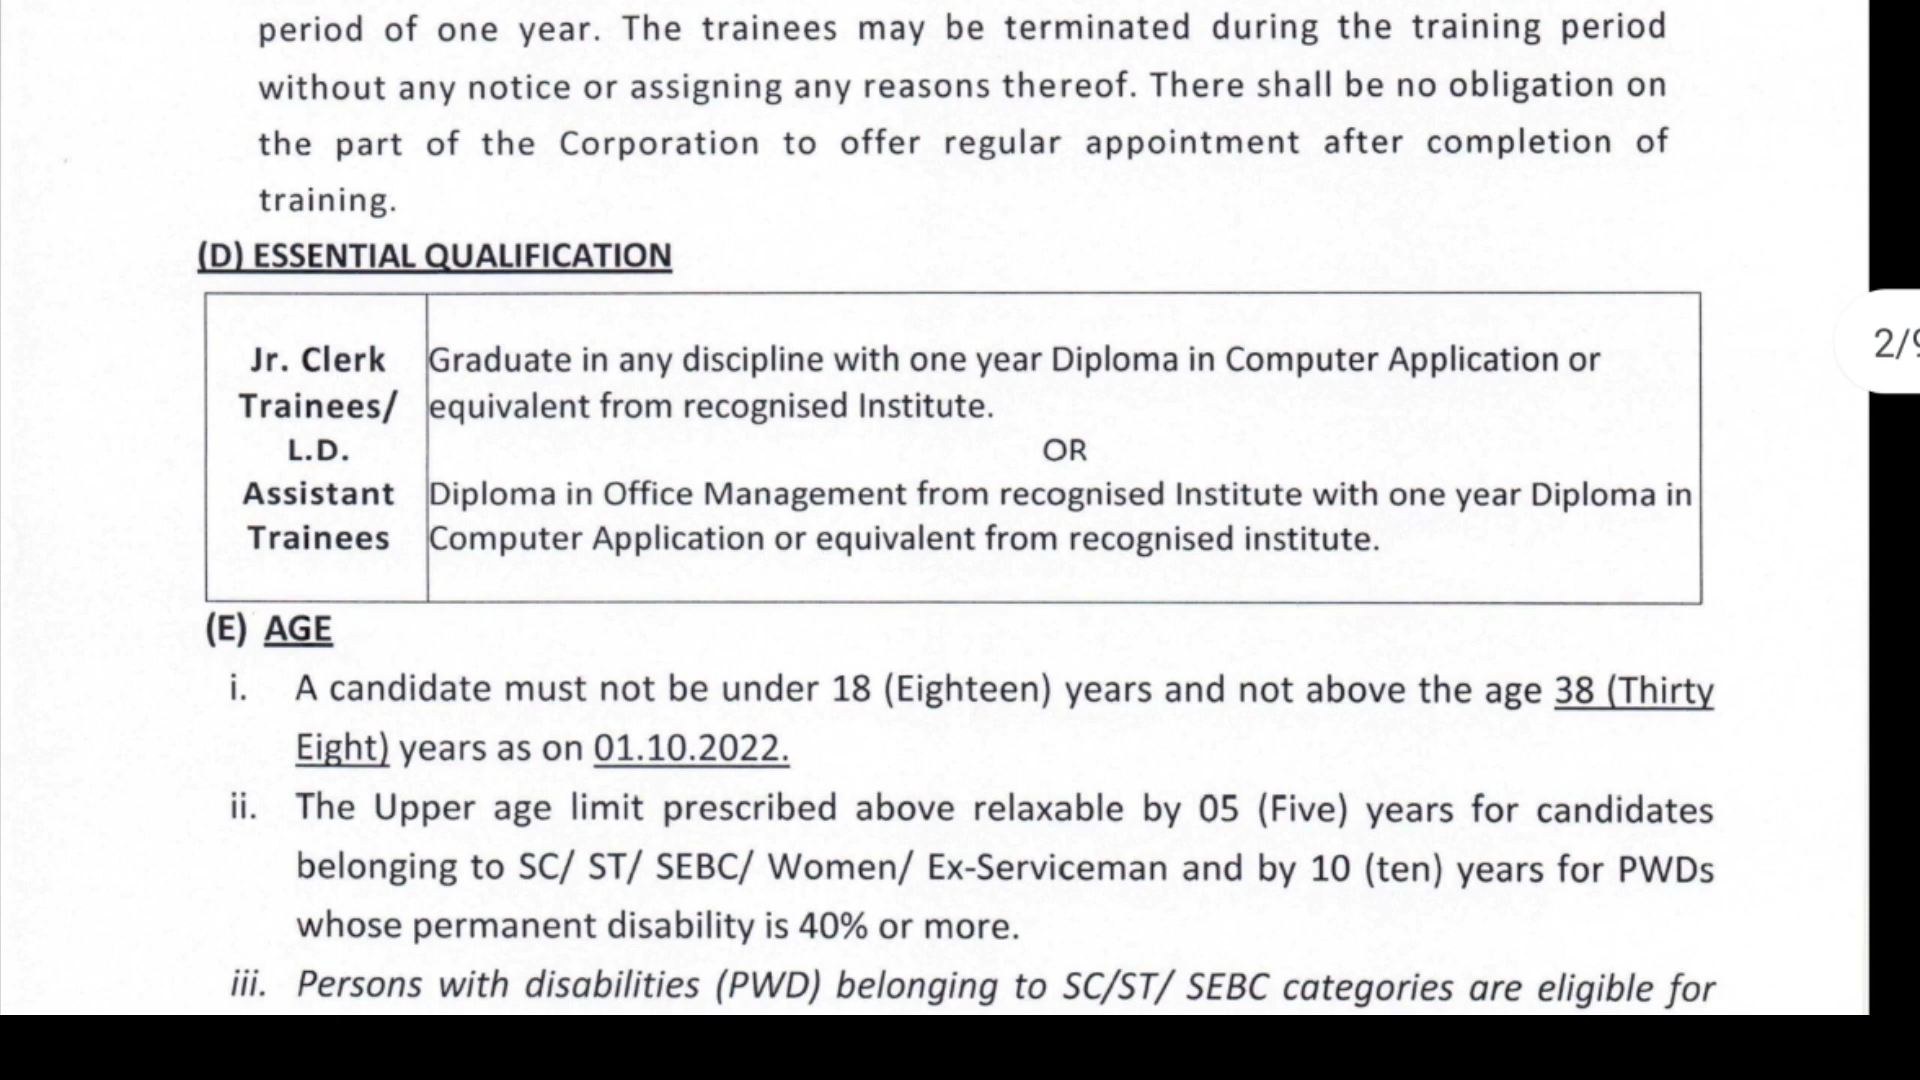 period of one year. The trainees may be terminated during the training period
without any notice or assigning any reasons thereof. There shall be no obligation on
the part of the Corporation to offer regular appointment after completion of
training.
(D) ESSENTIAL QUALIFICATION
Jr. Clerk
Trainees/
L.D.
Assistant
Trainees
Graduate in any discipline with one year Diploma in Computer Application or
equivalent from recognised Institute.
OR
Diploma in Office Management from recognised Institute with one year Diploma in
Computer Application or equivalent from recognised institute.
(E) AGE
i. A candidate must not be under 18 (Eighteen) years and not above the age 38 (Thirty
Eight) years as on 01.10.2022.
ii. The Upper age limit prescribed above relaxable by 05 (Five) years for candidates
belonging to SC/ ST/ SEBC/ Women/ Ex-Serviceman and by 10 (ten) years for PWDs
whose permanent disability is 40% or more.
iii. Persons with disabilities (PWD) belonging to SC/ST/ SEBC categories are eligible for
2/9